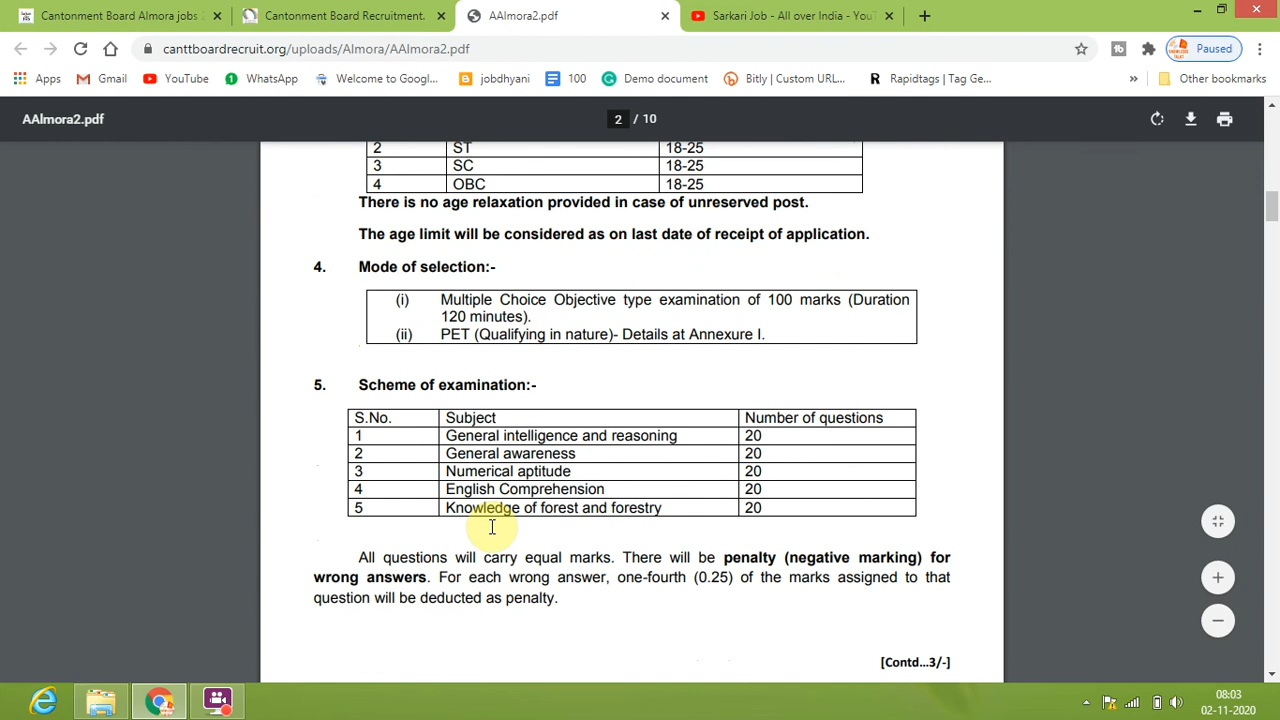 Cantonment Board Almora jobs 2
Cantonment Board Recruitment.
AAlmora2.pdf
Sarkari Job - All over India - YouT
canttboardrecruit.org/uploads/Almora/AAlmora2.pdf
Paused
Apps
Gmail
YouTube
WhatsApp
Welcome to Googl...
jobdhyani
100
Demo document
Bitly | Custom URL...
Rapidtags | Tag Ge...
»
Other bookmarks
AAlmora2.pdf
2 / 10
2 ST 18-25
3 SC 18-25
4 OBC 18-25
There is no age relaxation provided in case of unreserved post.
The age limit will be considered as on last date of receipt of application.
4. Mode of selection:-
(i) Multiple Choice Objective type examination of 100 marks (Duration
120 minutes).
(ii) PET (Qualifying in nature)- Details at Annexure I.
5. Scheme of examination:-
S.No. Subject Number of questions
1 General intelligence and reasoning 20
2 General awareness 20
3 Numerical aptitude 20
4 English Comprehension 20
5 Knowledge of forest and forestry 20
All questions will carry equal marks. There will be penalty (negative marking) for
wrong answers. For each wrong answer, one-fourth (0.25) of the marks assigned to that
question will be deducted as penalty.
[Contd...3/-]
08:03
02-11-2020